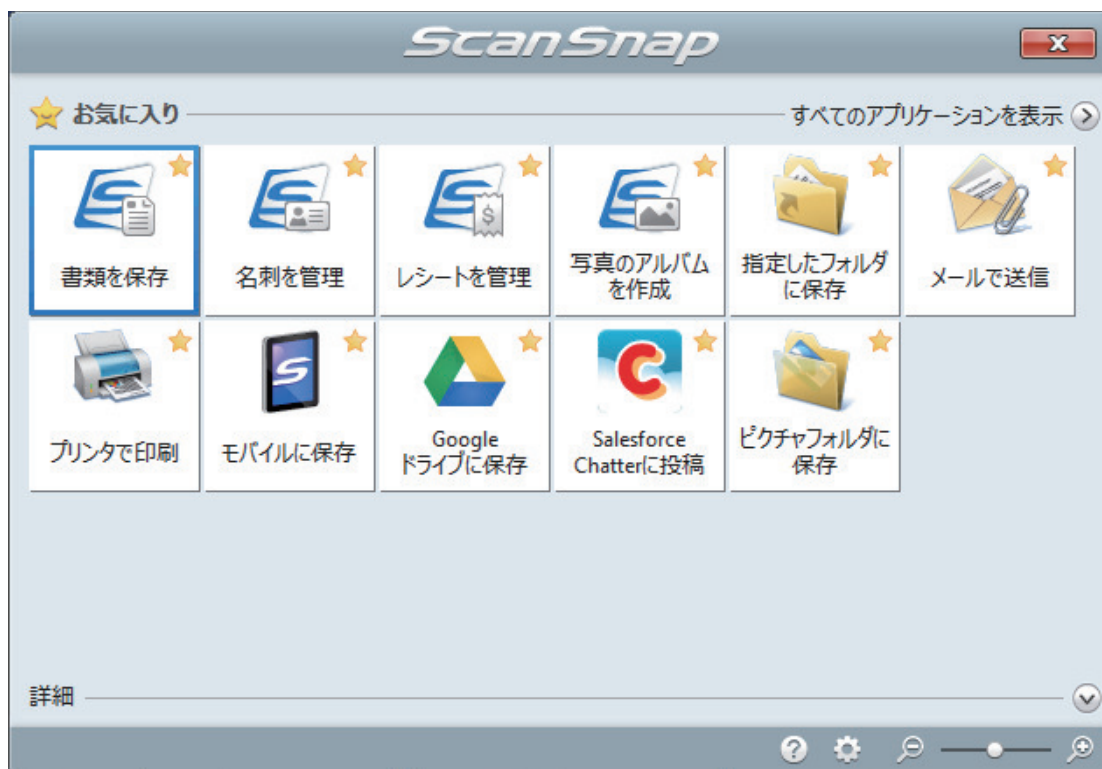 ScanSnap
お気に入り
すべてのアプリケーションを表示
書類を保存
名刺を管理
レシートを管理
写真のアルバム
を作成
指定したフォルダ
に保存
メールで送信
プリンタで印刷
モバイルに保存
Google
ドライブに保存
Salesforce
Chatterに投稿
ピクチャフォルダに
保存
詳細